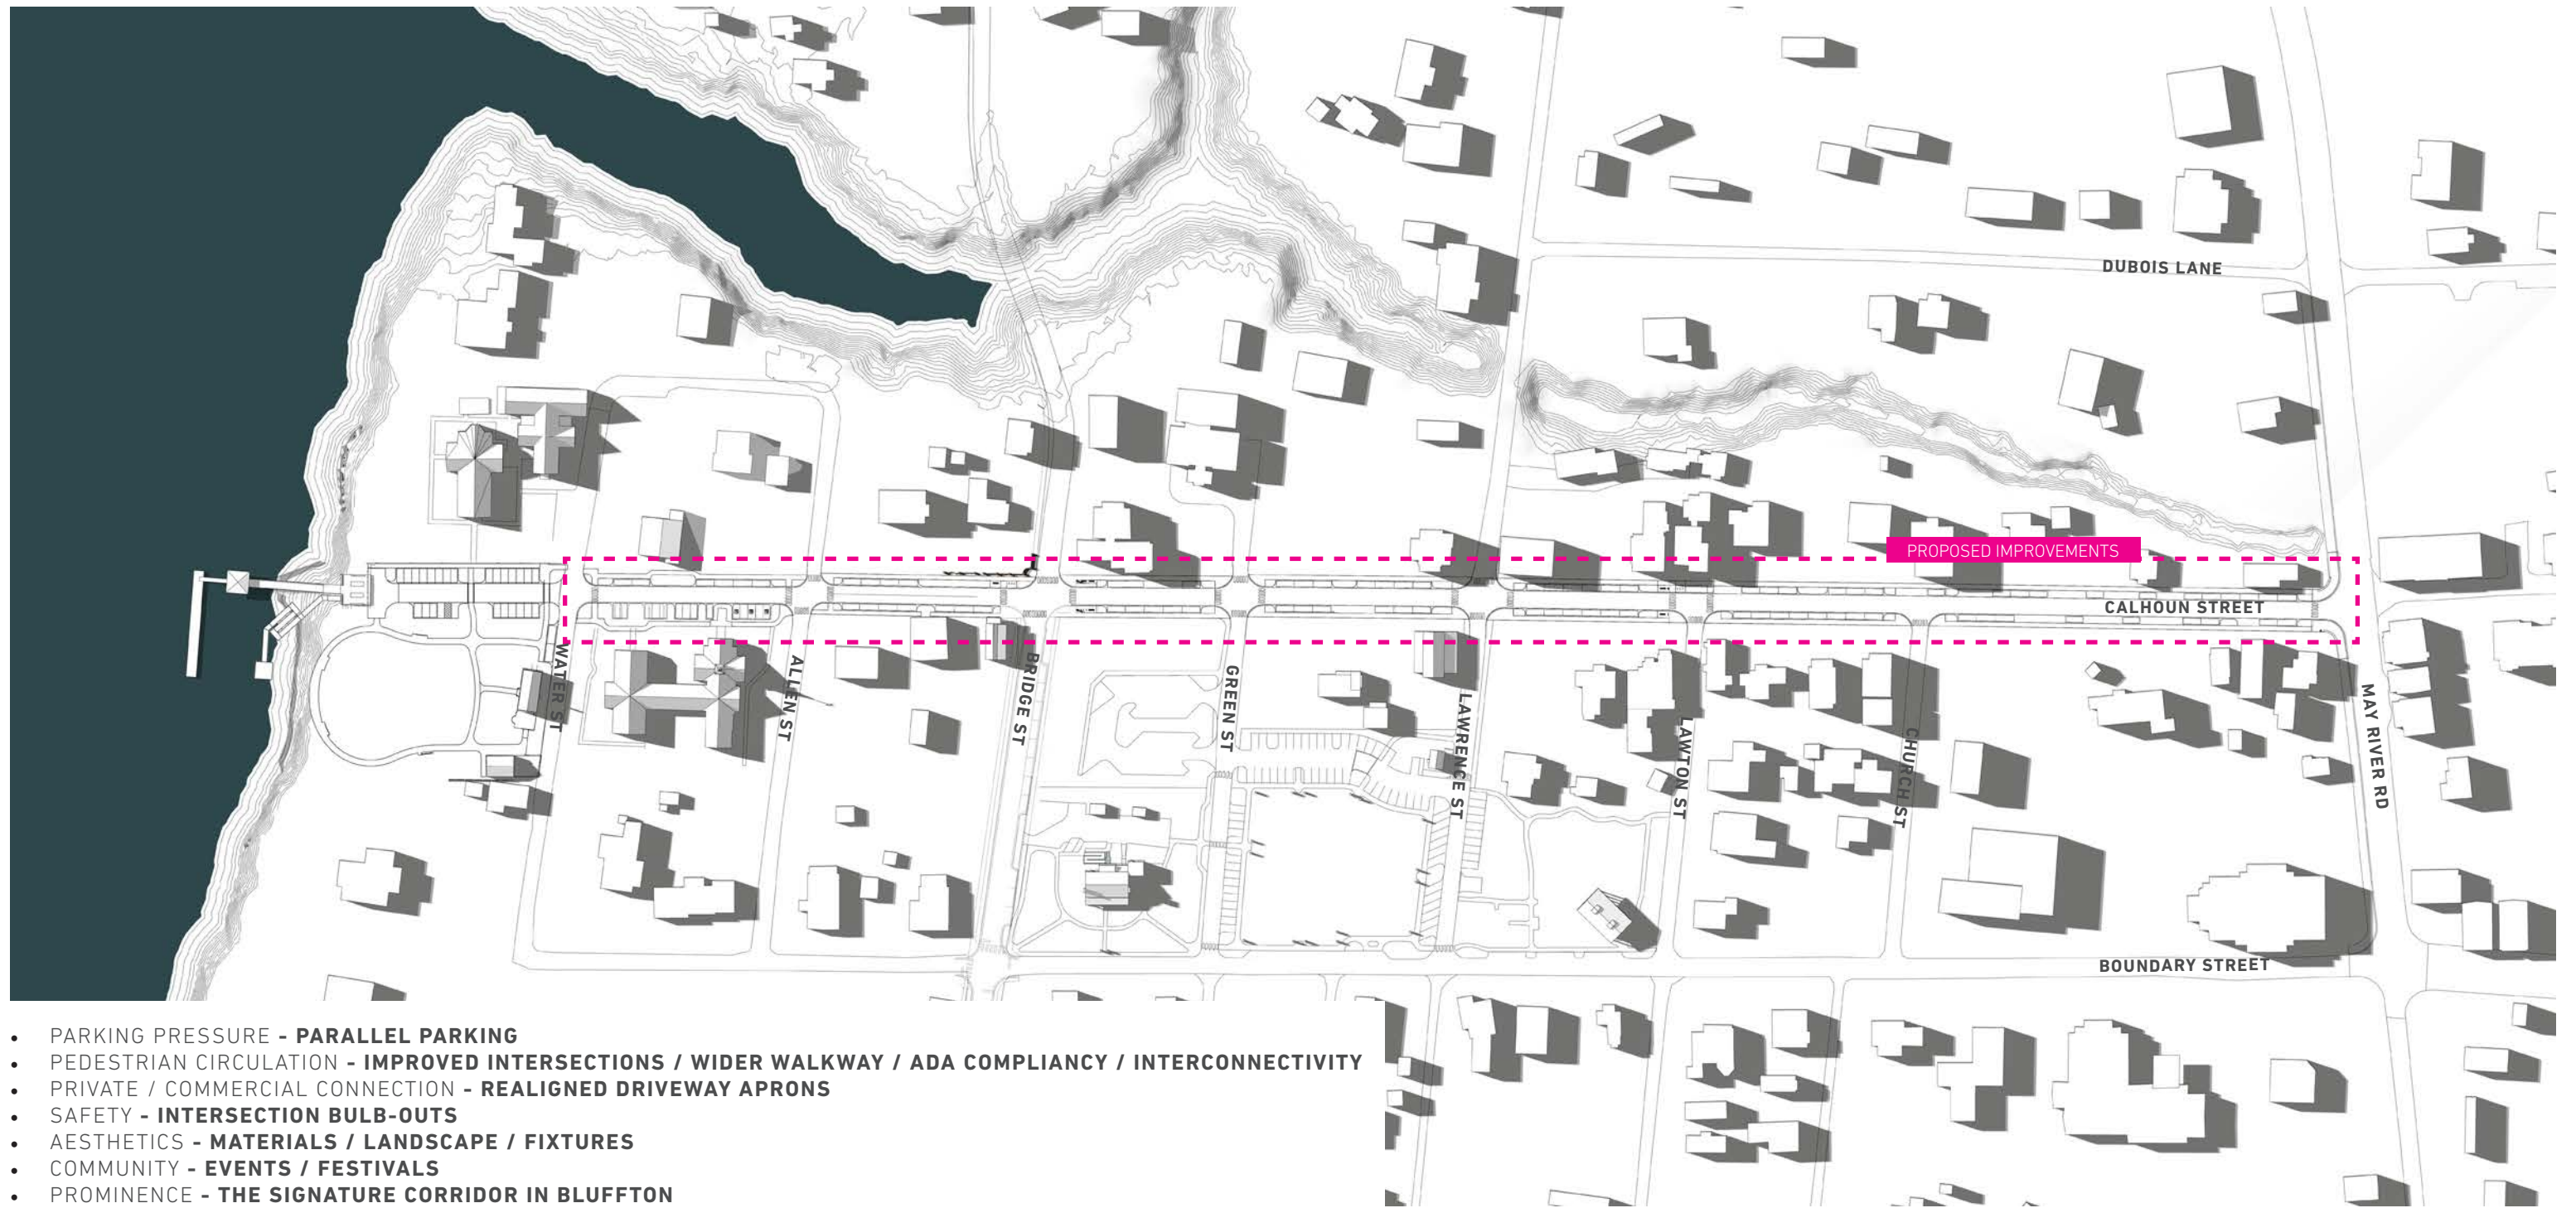 DUBOIS LANE
PROPOSED IMPROVEMENTS
CALHOUN STREET
WATER ST
ALLEN ST
BRIDGE ST
GREEN ST
LAWRENCE ST
LAWTON ST
CHURCH ST
MAY RIVER RD
BOUNDARY STREET
• PARKING PRESSURE - PARALLEL PARKING
• PEDESTRIAN CIRCULATION - IMPROVED INTERSECTIONS / WIDER WALKWAY / ADA COMPLIANCY / INTERCONNECTIVITY
• PRIVATE / COMMERCIAL CONNECTION - REALIGNED DRIVEWAY APRONS
• SAFETY - INTERSECTION BULB-OUTS
• AESTHETICS - MATERIALS / LANDSCAPE / FIXTURES
• COMMUNITY - EVENTS / FESTIVALS
• PROMINENCE - THE SIGNATURE CORRIDOR IN BLUFFTON